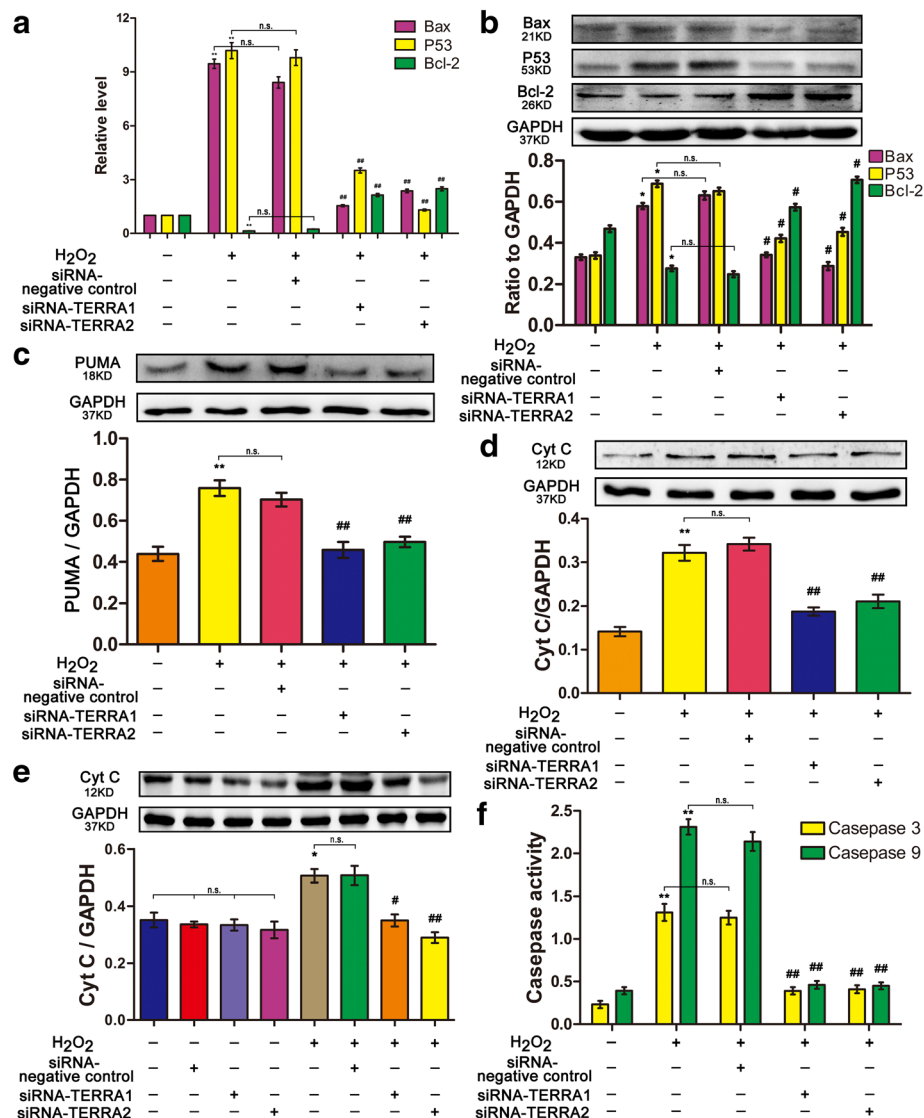 a
n.s.
n.s.
n.s.
Bax
P53
Bcl-2
Relative level
12
9
6
3
0
** ** ** ## ## ## ## ## ##
H2O2 – + + + +
siRNA-
negative control – – + – –
siRNA-TERRA1 – – – + –
siRNA-TERRA2 – – – – +
b
Bax
21KD
P53
53KD
Bcl-2
26KD
GAPDH
37KD
n.s.
n.s.
n.s.
Bax
P53
Bcl-2
Ratio to GAPDH
0.8
0.6
0.4
0.2
0.0
* * * # # # # # #
H2O2 – + + + +
siRNA-
negative control – – + – –
siRNA-TERRA1 – – – + –
siRNA-TERRA2 – – – – +
c
PUMA
18KD
GAPDH
37KD
PUMA / GAPDH
1.0
0.8
0.6
0.4
0.2
0.0
n.s.
** ## ##
H2O2 – + + + +
siRNA-
negative control – – + – –
siRNA-TERRA1 – – – + –
siRNA-TERRA2 – – – – +
d
Cyt C
12KD
GAPDH
37KD
Cyt C/GAPDH
0.4
0.3
0.2
0.1
0.0
n.s.
** ## ##
H2O2 – + + + +
siRNA-
negative control – – + – –
siRNA-TERRA1 – – – + –
siRNA-TERRA2 – – – – +
e
Cyt C
12KD
GAPDH
37KD
Cyt C / GAPDH
0.6
0.4
0.2
0.0
n.s.
n.s.
* # ##
H2O2 – – – – + + + +
siRNA-
negative control – + – – – + – –
siRNA-TERRA1 – – + – – – + –
siRNA-TERRA2 – – – + – – – +
f
Casepase 3
Casepase 9
Casepase activity
2.5
2.0
1.5
1.0
0.5
0.0
n.s.
n.s.
** ** ## ## ## ##
H2O2 – + + + +
siRNA-
negative control – – + – –
siRNA-TERRA1 – – – + –
siRNA-TERRA2 – – – – +